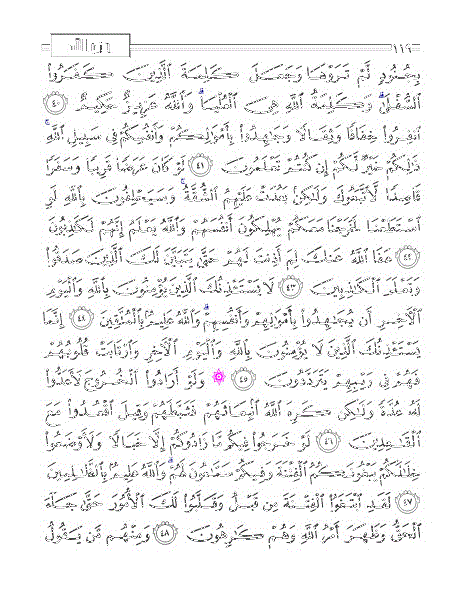 ١١٩
بِجُنُودٍ لَّمْ تَرَوْهَا وَجَعَلَ كَلِمَةَ ٱلَّذِينَ كَفَرُوا۟
ٱلسُّفْلَىٰ ۗ وَكَلِمَةُ ٱللَّهِ هِىَ ٱلْعُلْيَا ۗ وَٱللَّهُ عَزِيزٌ حَكِيمٌ ٤٠
ٱنفِرُوا۟ خِفَافًا وَثِقَالًا وَجَـٰهِدُوا۟ بِأَمْوَٰلِكُمْ وَأَنفُسِكُمْ فِى سَبِيلِ ٱللَّهِ ۚ
ذَٰلِكُمْ خَيْرٌ لَّكُمْ إِن كُنتُمْ تَعْلَمُونَ ٤١ لَوْ كَانَ عَرَضًا قَرِيبًا وَسَفَرًا
قَاصِدًا لَّٱتَّبَعُوكَ وَلَـٰكِنۢ بَعُدَتْ عَلَيْهِمُ ٱلشُّقَّةُ ۚ وَسَيَحْلِفُونَ بِٱللَّهِ لَوِ
ٱسْتَطَعْنَا لَخَرَجْنَا مَعَكُمْ يُهْلِكُونَ أَنفُسَهُمْ وَٱللَّهُ يَعْلَمُ إِنَّهُمْ لَكَـٰذِبُونَ
٤٢ عَفَا ٱللَّهُ عَنكَ لِمَ أَذِنتَ لَهُمْ حَتَّىٰ يَتَبَيَّنَ لَكَ ٱلَّذِينَ صَدَقُوا۟
وَتَعْلَمَ ٱلْكَـٰذِبِينَ ٤٣ لَا يَسْتَـْٔذِنُكَ ٱلَّذِينَ يُؤْمِنُونَ بِٱللَّهِ وَٱلْيَوْمِ
ٱلْـَٔاخِرِ أَن يُجَـٰهِدُوا۟ بِأَمْوَٰلِهِمْ وَأَنفُسِهِمْ ۗ وَٱللَّهُ عَلِيمٌۢ بِٱلْمُتَّقِينَ ٤٤ إِنَّمَا
يَسْتَـْٔذِنُكَ ٱلَّذِينَ لَا يُؤْمِنُونَ بِٱللَّهِ وَٱلْيَوْمِ ٱلْـَٔاخِرِ وَٱرْتَابَتْ قُلُوبُهُمْ
فَهُمْ فِى رَيْبِهِمْ يَتَرَدَّدُونَ ٤٥ ۞ وَلَوْ أَرَادُوا۟ ٱلْخُرُوجَ لَأَعَدُّوا۟
لَهُۥ عُدَّةً وَلَـٰكِن كَرِهَ ٱللَّهُ ٱنۢبِعَاثَهُمْ فَثَبَّطَهُمْ وَقِيلَ ٱقْعُدُوا۟ مَعَ
ٱلْقَـٰعِدِينَ ٤٦ لَوْ خَرَجُوا۟ فِيكُم مَّا زَادُوكُمْ إِلَّا خَبَالًا وَلَأَوْضَعُوا۟
خِلَـٰلَكُمْ يَبْغُونَكُمُ ٱلْفِتْنَةَ وَفِيكُمْ سَمَّـٰعُونَ لَهُمْ ۗ وَٱللَّهُ عَلِيمٌۢ بِٱلظَّـٰلِمِينَ
٤٧ لَقَدِ ٱبْتَغَوُا۟ ٱلْفِتْنَةَ مِن قَبْلُ وَقَلَّبُوا۟ لَكَ ٱلْأُمُورَ حَتَّىٰ جَآءَ
ٱلْحَقُّ وَظَهَرَ أَمْرُ ٱللَّهِ وَهُمْ كَـٰرِهُونَ ٤٨ وَمِنْهُم مَّن يَقُولُ